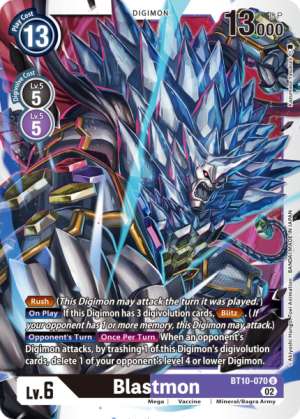 Play Cost
DIGIMON
D P
13
13000
Digivolve Cost
Lv.5
5
Lv.5
5
Rush (This Digimon may attack the turn it was played.)
On Play If this Digimon has 3 digivolution cards, Blitz . (If
your opponent has 1 or more memory, this Digimon may attack.)
Opponent's Turn Once Per Turn When an opponent's
Digimon attacks, by trashing 1 of this Digimon's digivolution
cards, delete 1 of your opponent's level 4 or lower Digimon.
BT10-070 U
Lv.6 Blastmon 02
Mega Vaccine Mineral/Bagra Army